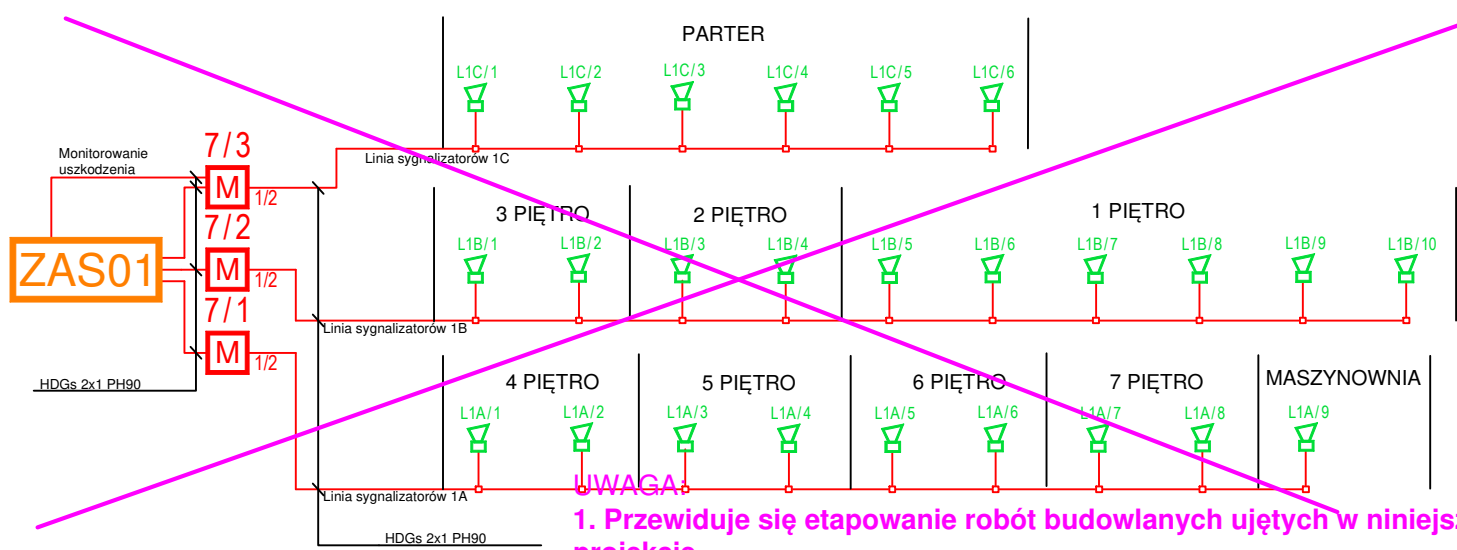 PARTER
L1C/1 L1C/2 L1C/3 L1C/4 L1C/5 L1C/6
7/3
Monitorowanie
uszkodzenia
Linia sygnalizatorów 1C
M
1/2
3 PIĘTRO 2 PIĘTRO 1 PIĘTRO
7/2
L1B/1 L1B/2 L1B/3 L1B/4 L1B/5 L1B/6 L1B/7 L1B/8 L1B/9 L1B/10
ZAS01
M
1/2
7/1
Linia sygnalizatorów 1B
M
1/2
HDGs 2x1 PH90
4 PIĘTRO 5 PIĘTRO 6 PIĘTRO 7 PIĘTRO MASZYNOWNIA
L1A/1 L1A/2 L1A/3 L1A/4 L1A/5 L1A/6 L1A/7 L1A/8 L1A/9
Linia sygnalizatorów 1A
UWAGA:
1. Przewiduje się etapowanie robót budowlanych ujętych w
HDGs 2x1 PH90